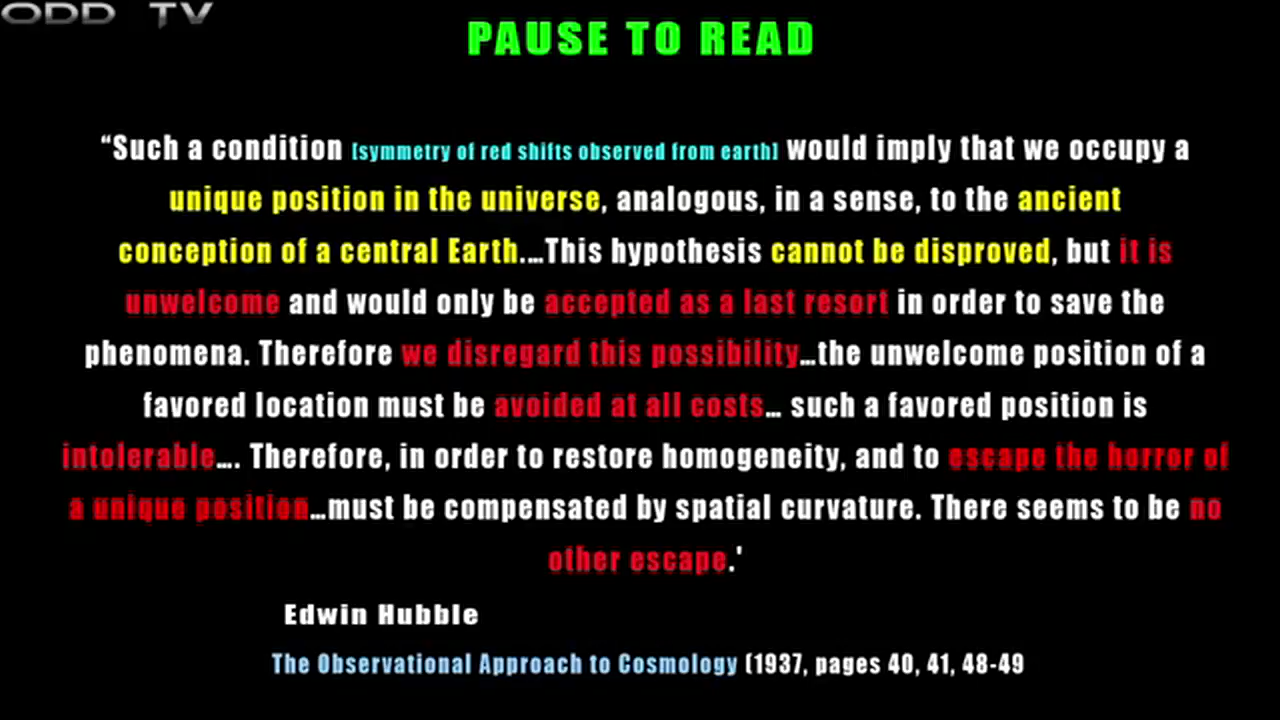 ODD TV
PAUSE TO READ
“Such a condition [symmetry of red shifts observed from earth] would imply that we occupy a
unique position in the universe, analogous, in a sense, to the ancient
conception of a central Earth....This hypothesis cannot be disproved, but it is
unwelcome and would only be accepted as a last resort in order to save the
phenomena. Therefore we disregard this possibility...the unwelcome position of a
favored location must be avoided at all costs... such a favored position is
intolerable.... Therefore, in order to restore homogeneity, and to escape the horror of
a unique position...must be compensated by spatial curvature. There seems to be no
other escape.'
Edwin Hubble
The Observational Approach to Cosmology (1937, pages 40, 41, 48-49